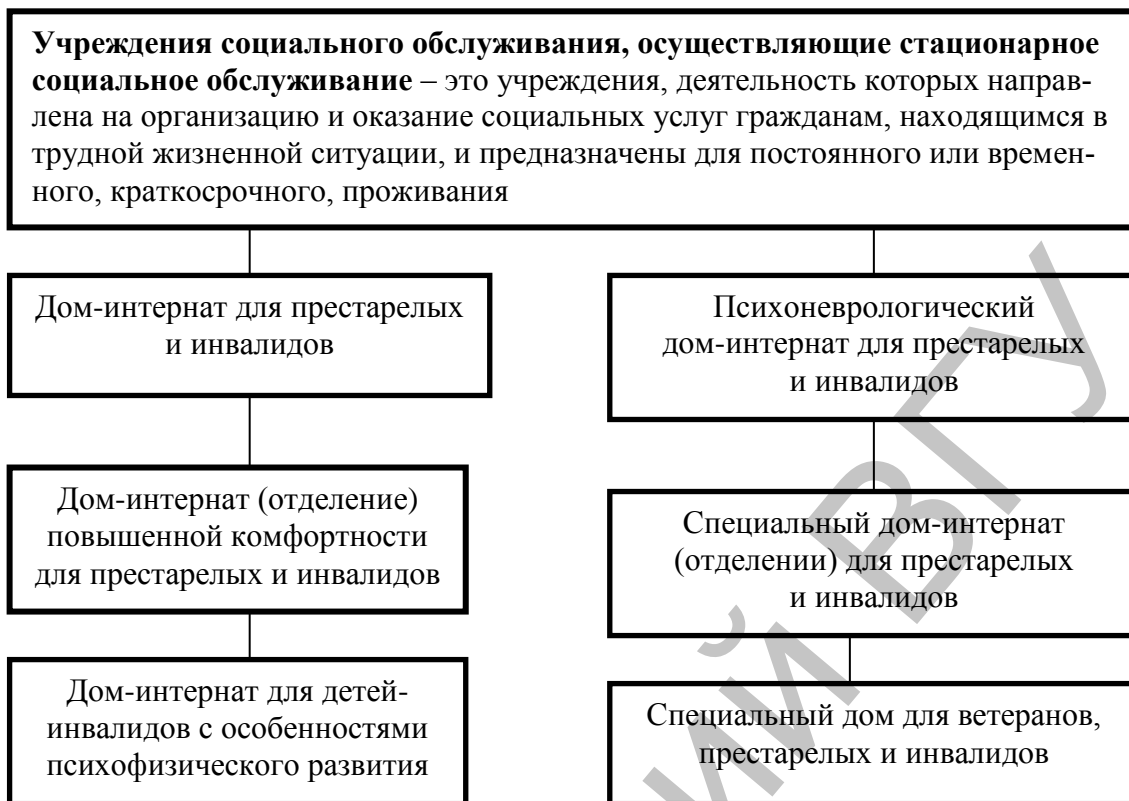 Учреждения социального обслуживания, осуществляющие стационарное
социальное обслуживание – это учреждения, деятельность которых направ-
лена на организацию и оказание социальных услуг гражданам, находящимся в
трудной жизненной ситуации, и предназначены для постоянного или времен-
ного, краткосрочного, проживания
Дом-интернат для престарелых
и инвалидов
Психоневрологический
дом-интернат для престарелых
и инвалидов
Дом-интернат (отделение)
повышенной комфортности
для престарелых и инвалидов
Специальный дом-интернат
(отделении) для престарелых
и инвалидов
Дом-интернат для детей-
инвалидов с особенностями
психофизического развития
Специальный дом для ветеранов,
престарелых и инвалидов
ий ВГУ